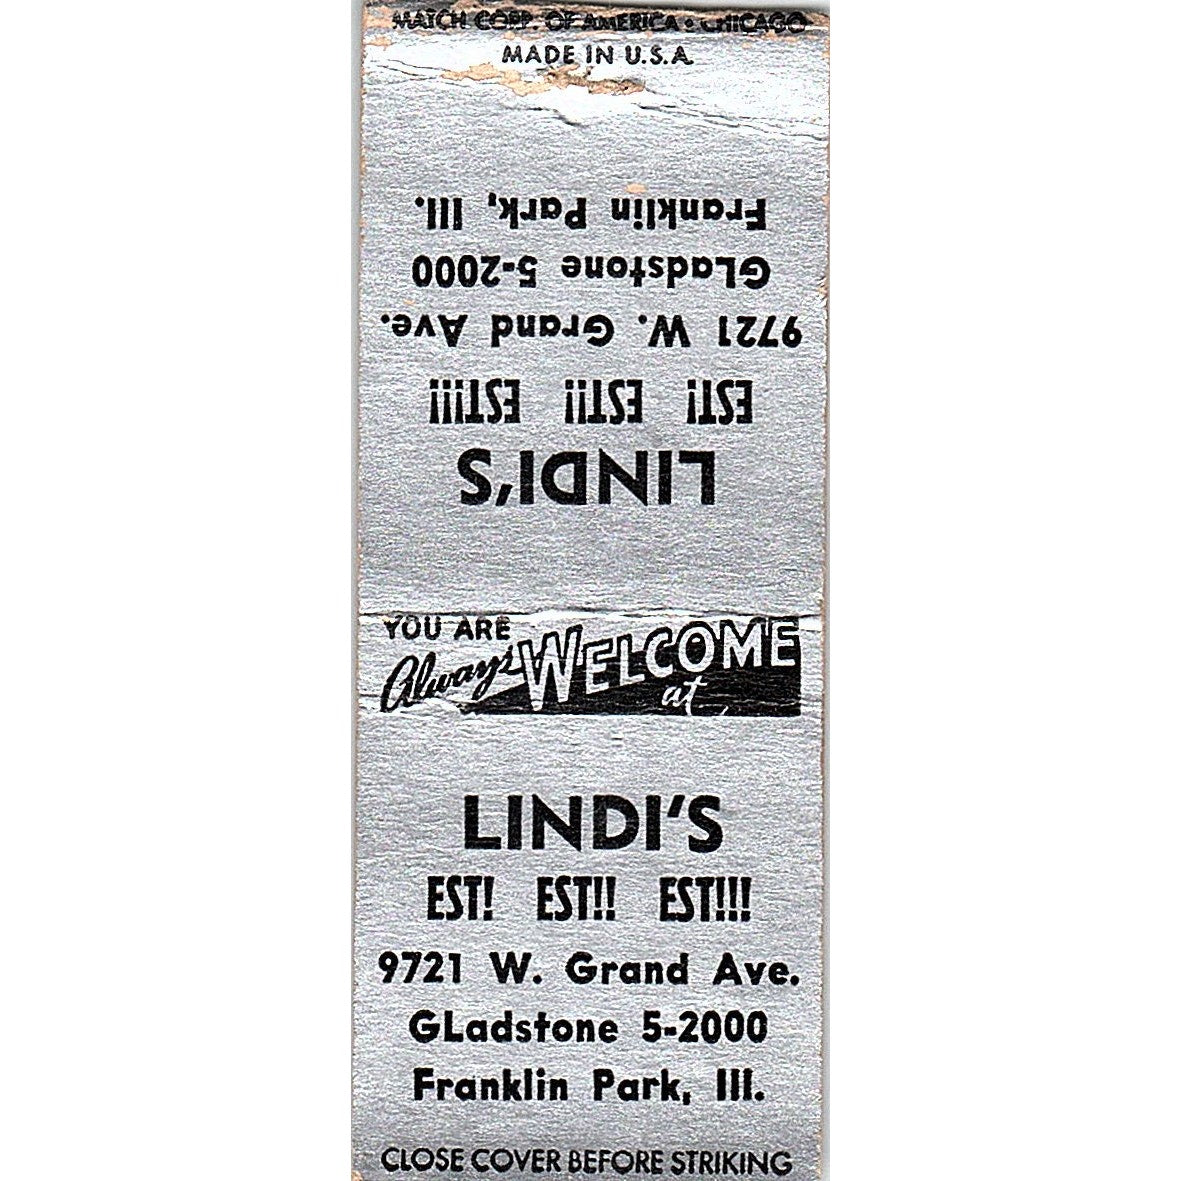 MATCH CORP. OF AMERICA • CHICAGO
MADE IN U.S.A.
Franklin Park, Ill.
GLadstone 5-2000
9721 W. Grand Ave.
EST! EST!! EST!!!
LINDI'S
YOU ARE
Always WELCOME
at
LINDI'S
EST! EST!! EST!!!
9721 W. Grand Ave.
GLadstone 5-2000
Franklin Park, Ill.
CLOSE COVER BEFORE STRIKING